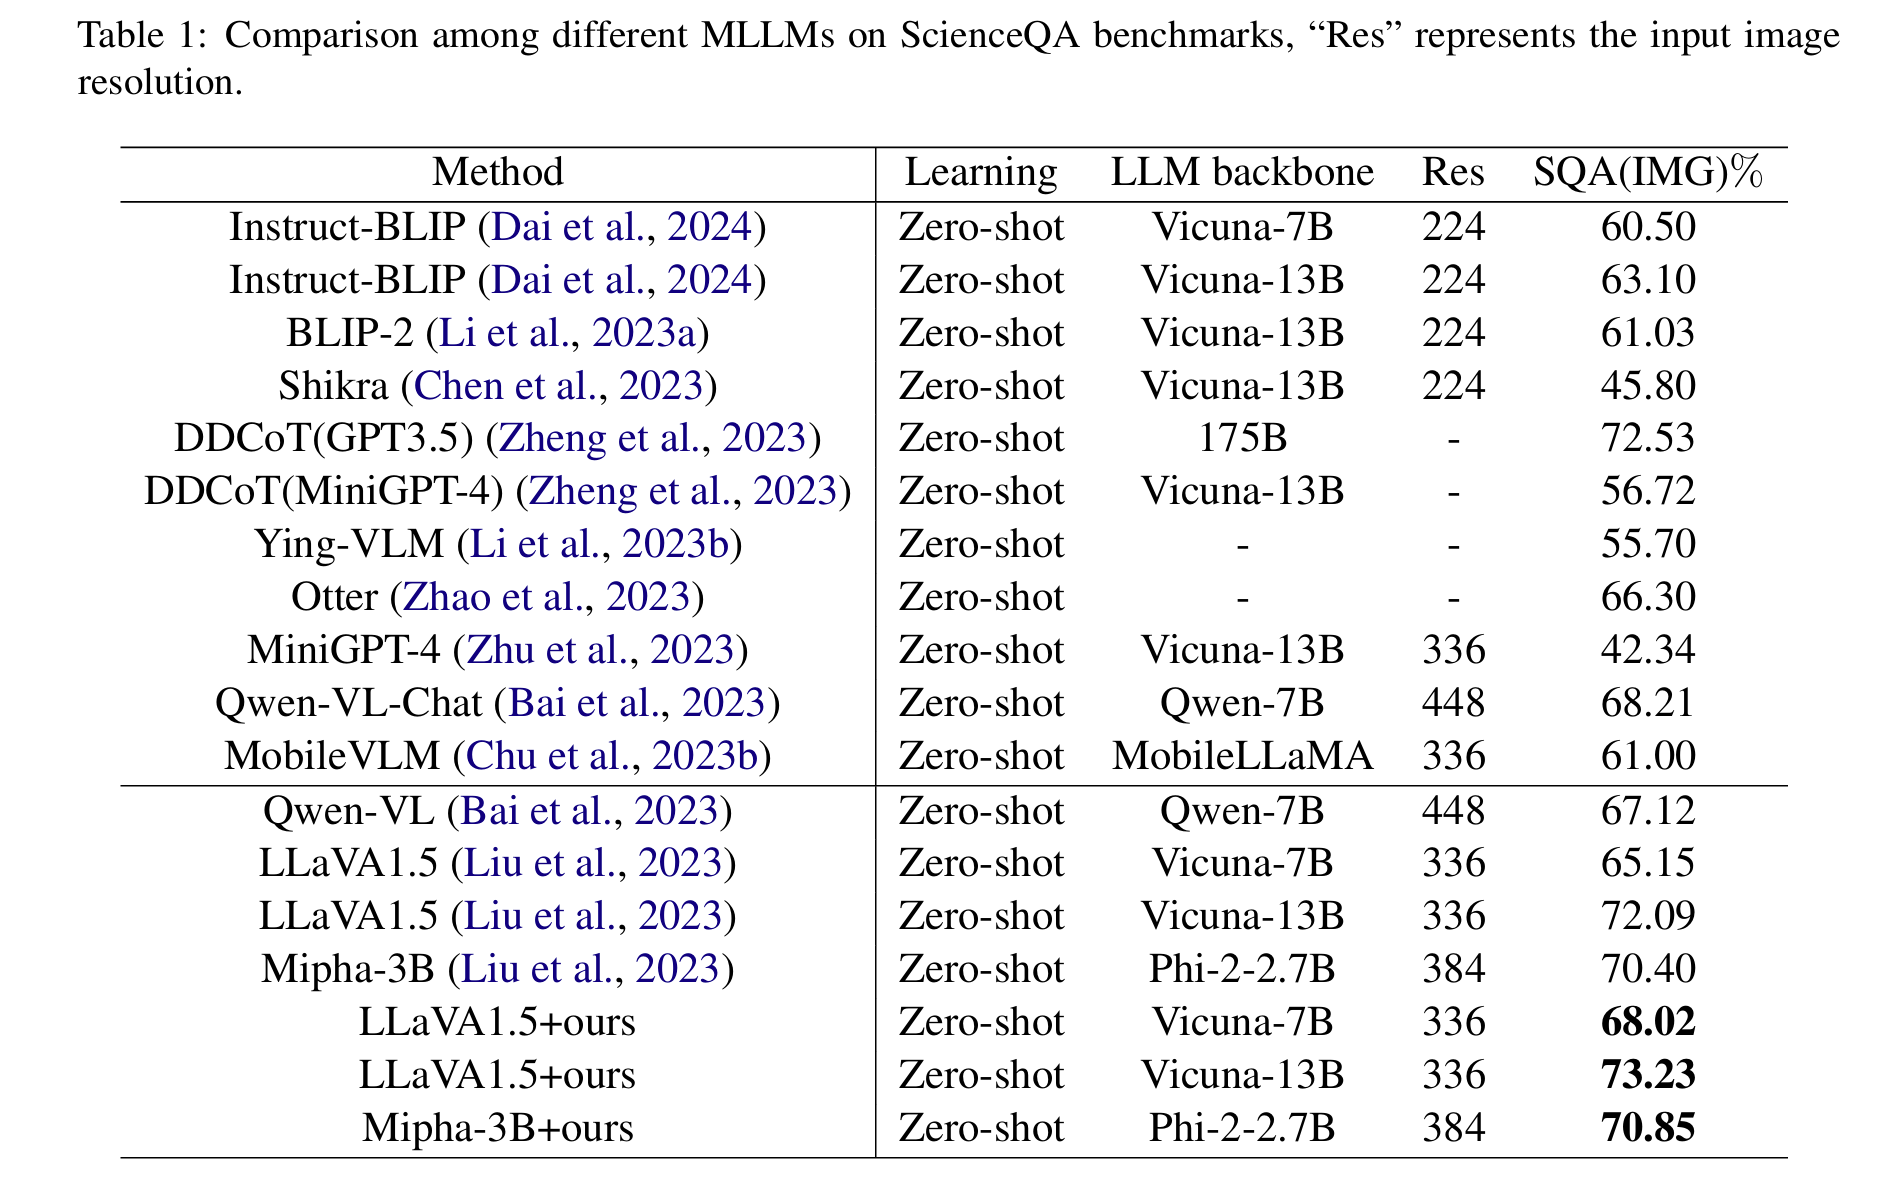 Table 1: Comparison among different MLLMs on ScienceQA benchmarks, “Res” represents the input image
resolution.
Method Learning LLM backbone Res SQA(IMG)%
Instruct-BLIP (Dai et al., 2024) Zero-shot Vicuna-7B 224 60.50
Instruct-BLIP (Dai et al., 2024) Zero-shot Vicuna-13B 224 63.10
BLIP-2 (Li et al., 2023a) Zero-shot Vicuna-13B 224 61.03
Shikra (Chen et al., 2023) Zero-shot Vicuna-13B 224 45.80
DDCoT(GPT3.5) (Zheng et al., 2023) Zero-shot 175B - 72.53
DDCoT(MiniGPT-4) (Zheng et al., 2023) Zero-shot Vicuna-13B - 56.72
Ying-VLM (Li et al., 2023b) Zero-shot - - 55.70
Otter (Zhao et al., 2023) Zero-shot - - 66.30
MiniGPT-4 (Zhu et al., 2023) Zero-shot Vicuna-13B 336 42.34
Qwen-VL-Chat (Bai et al., 2023) Zero-shot Qwen-7B 448 68.21
MobileVLM (Chu et al., 2023b) Zero-shot MobileLLaMA 336 61.00
Qwen-VL (Bai et al., 2023) Zero-shot Qwen-7B 448 67.12
LLaVA1.5 (Liu et al., 2023) Zero-shot Vicuna-7B 336 65.15
LLaVA1.5 (Liu et al., 2023) Zero-shot Vicuna-13B 336 72.09
Mipha-3B (Liu et al., 2023) Zero-shot Phi-2-2.7B 384 70.40
LLaVA1.5+ours Zero-shot Vicuna-7B 336 68.02
LLaVA1.5+ours Zero-shot Vicuna-13B 336 73.23
Mipha-3B+ours Zero-shot Phi-2-2.7B 384 70.85